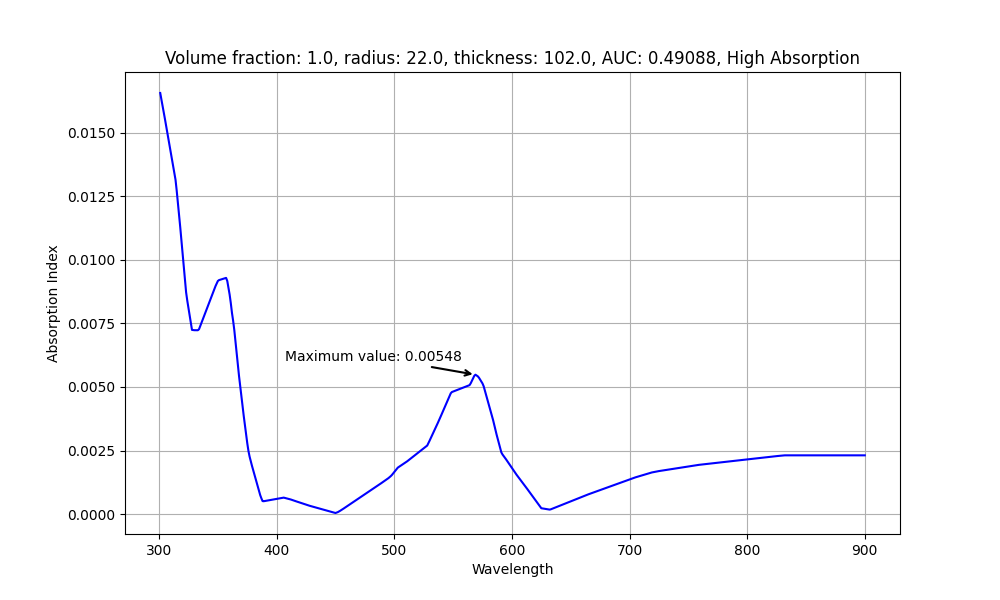 Volume fraction: 1.0, radius: 22.0, thickness: 102.0, AUC: 0.49088, High Absorption
Absorption Index
0.0150
0.0125
0.0100
0.0075
0.0050
0.0025
0.0000
Maximum value: 0.00548
300 400 500 600 700 800 900
Wavelength